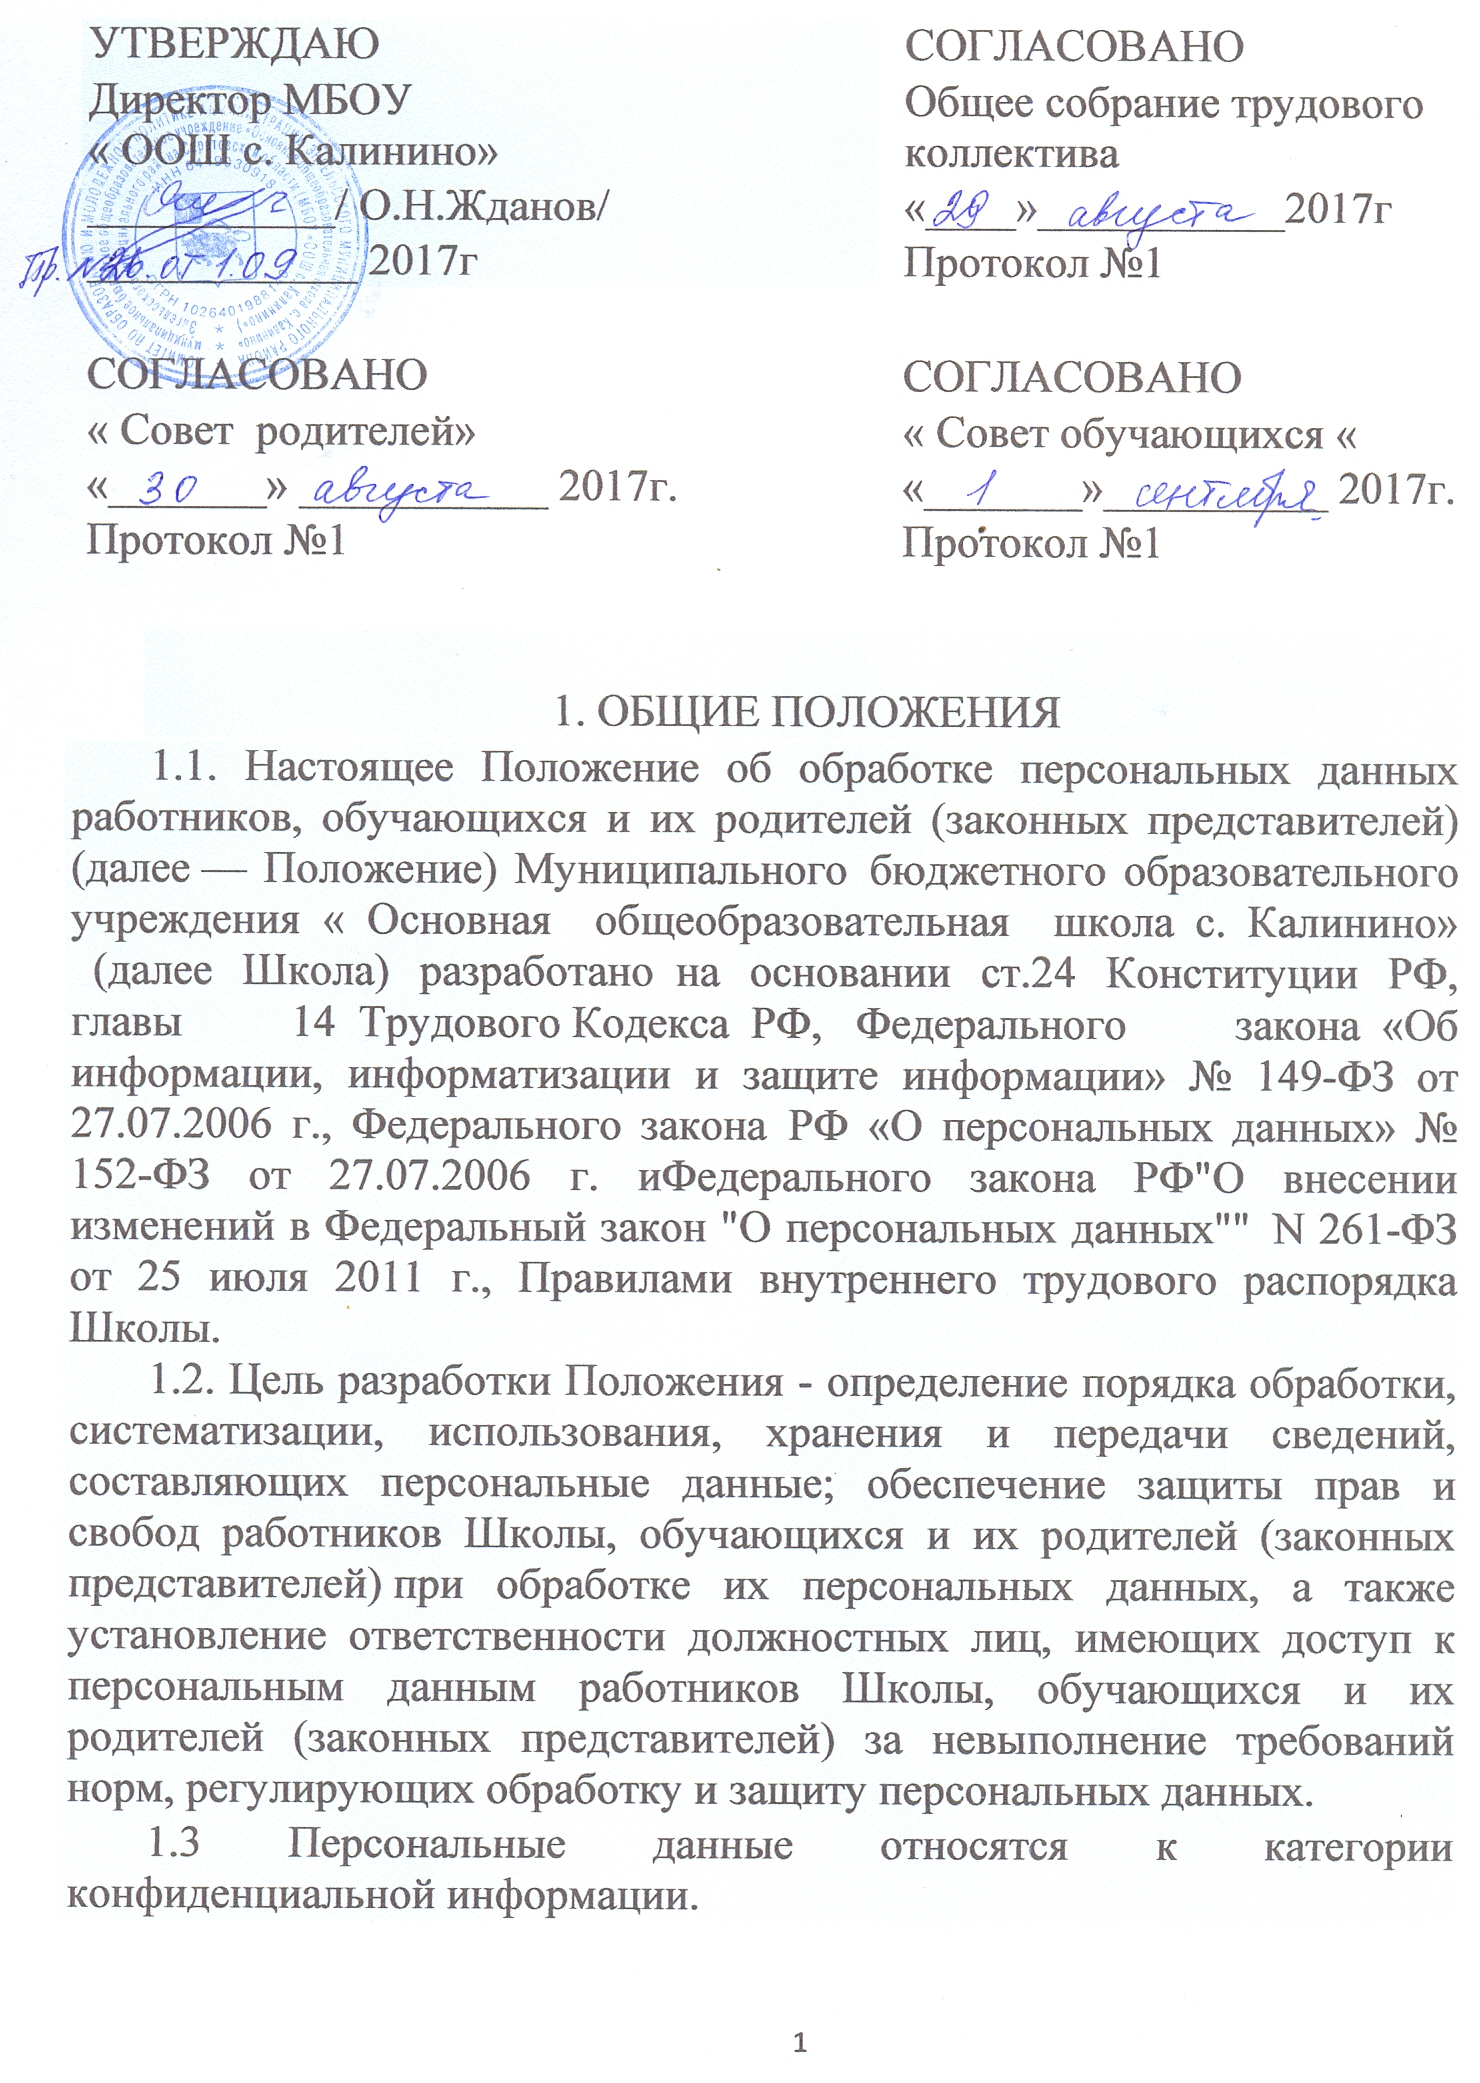 УТВЕРЖДАЮ
Директор МБОУ
« ООШ с. Калинино»
/ О.Н.Жданов/
Пр. № 26. от 1.09 2017г
СОГЛАСОВАНО
Общее собрание трудового
коллектива
«29» августа 2017г
Протокол №1
СОГЛАСОВАНО
« Совет родителей»
« 30 » августа 2017г.
Протокол №1
СОГЛАСОВАНО
« Совет обучающихся «
« 1 » сентября 2017г.
Протокол №1
1. ОБЩИЕ ПОЛОЖЕНИЯ
1.1. Настоящее Положение об обработке персональных данных
работников, обучающихся и их родителей (законных представителей)
(далее — Положение) Муниципального бюджетного образовательного
учреждения « Основная общеобразовательная школа с. Калинино»
(далее Школа) разработано на основании ст.24 Конституции РФ,
главы 14 Трудового Кодекса РФ, Федерального закона «Об
информации, информатизации и защите информации» № 149-ФЗ от
27.07.2006 г., Федерального закона РФ «О персональных данных» №
152-ФЗ от 27.07.2006 г. иФедерального закона РФ"О внесении
изменений в Федеральный закон "О персональных данных"" N 261-ФЗ
от 25 июля 2011 г., Правилами внутреннего трудового распорядка
Школы.
1.2. Цель разработки Положения - определение порядка обработки,
систематизации, использования, хранения и передачи сведений,
составляющих персональные данные; обеспечение защиты прав и
свобод работников Школы, обучающихся и их родителей (законных
представителей) при обработке их персональных данных, а также
установление ответственности должностных лиц, имеющих доступ к
персональным данным работников Школы, обучающихся и их
родителей (законных представителей) за невыполнение требований
норм, регулирующих обработку и защиту персональных данных.
1.3 Персональные данные относятся к категории
конфиденциальной информации.
1